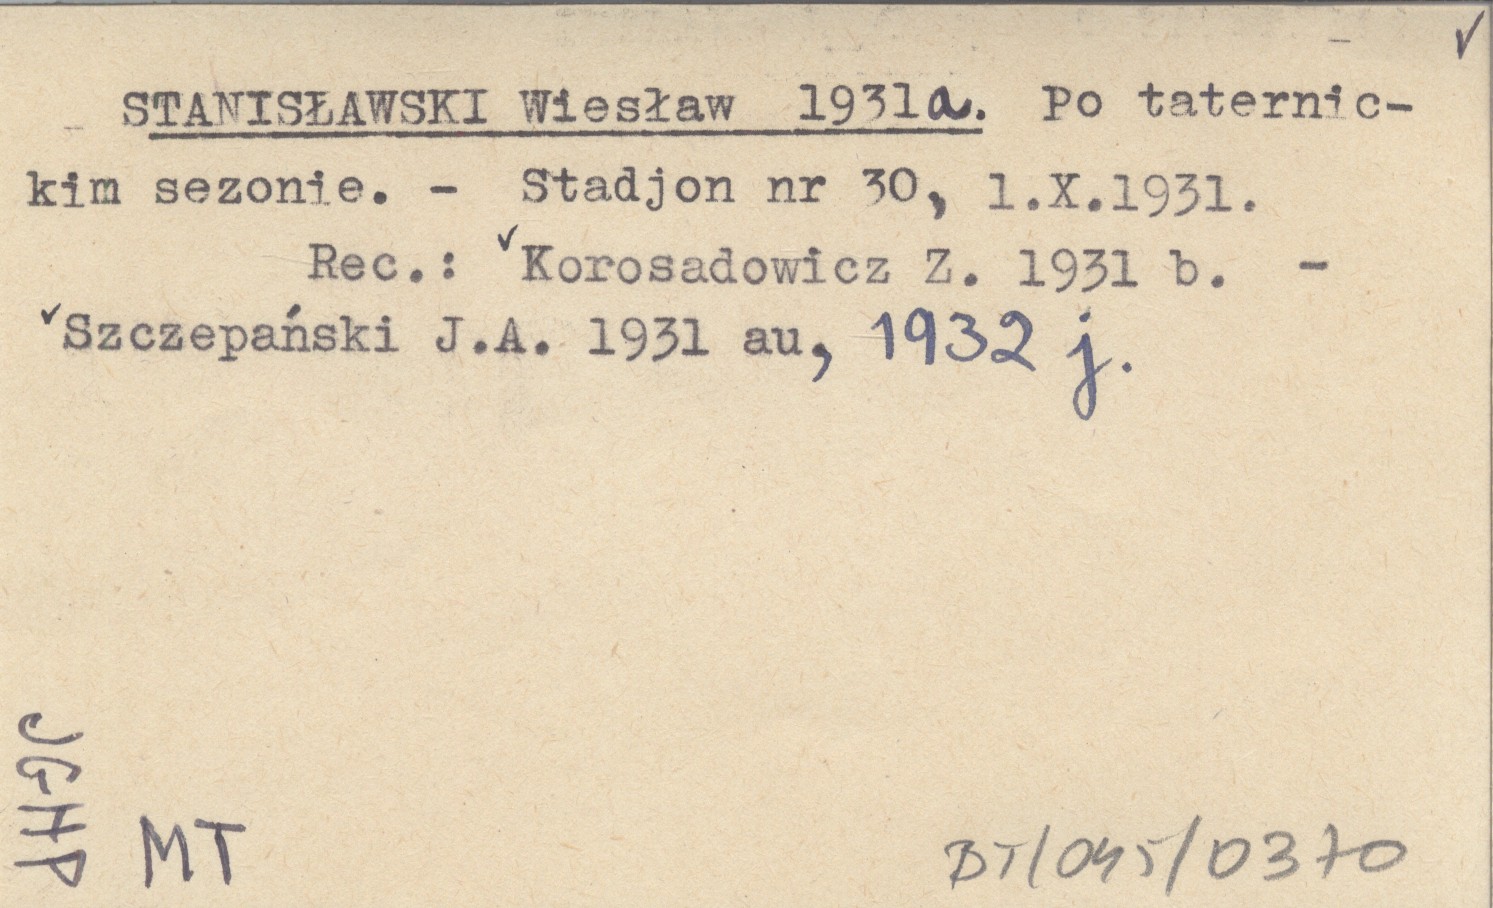 ✓
STANISŁAWSKI Wiesław 1931a. Po taternic-
kim sezonie. - Stadjon nr 30, 1.X.1931.
Rec.: ✓Korosadowicz Z. 1931 b. -
✓Szczepański J.A. 1931 au, 1932 j.
JGHP
MT
BT/045/0370